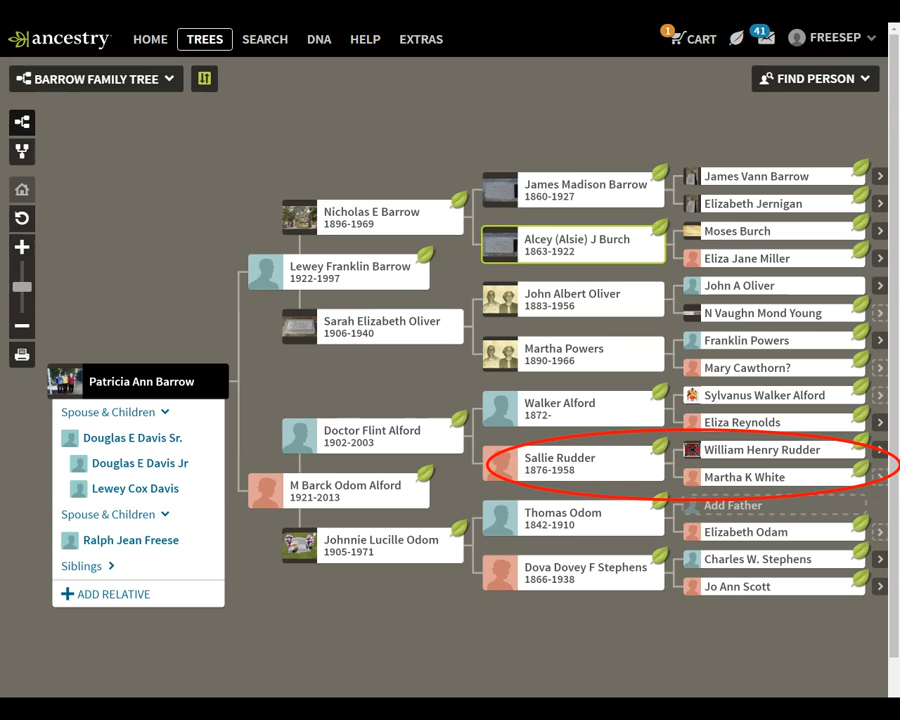 ancestry
HOME
TREES
SEARCH
DNA
HELP
EXTRAS
1
CART
41
FREESEP
BARROW FAMILY TREE
FIND PERSON
James Vann Barrow
James Madison Barrow
1860-1927
Elizabeth Jernigan
Nicholas E Barrow
1896-1969
Moses Burch
Alcey (Alsie) J Burch
1863-1922
Eliza Jane Miller
Lewey Franklin Barrow
1922-1997
John A Oliver
John Albert Oliver
1883-1956
N Vaughn Mond Young
Sarah Elizabeth Oliver
1906-1940
Franklin Powers
Martha Powers
1890-1966
Mary Cawthorn?
Patricia Ann Barrow
Sylvanus Walker Alford
Walker Alford
1872-
Eliza Reynolds
Spouse & Children
Doctor Flint Alford
1902-2003
Douglas E Davis Sr.
William Henry Rudder
Sallie Rudder
1876-1958
Douglas E Davis Jr
Martha K White
M Barck Odom Alford
1921-2013
Lewey Cox Davis
Add Father
Thomas Odom
1842-1910
Spouse & Children
Elizabeth Odam
Ralph Jean Freese
Johnnie Lucille Odom
1905-1971
Charles W. Stephens
Siblings
Dova Dovey F Stephens
1866-1938
Jo Ann Scott
ADD RELATIVE